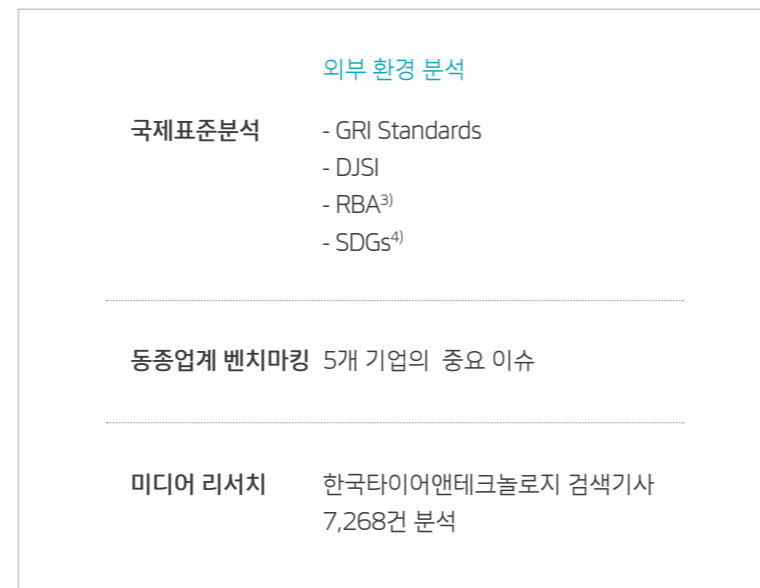 외부 환경 분석
국제표준분석 - GRI Standards
- DJSI
- RBA3)
- SDGs4)
동종업계 벤치마킹 5개 기업의 중요 이슈
미디어 리서치 한국타이어앤테크놀로지 검색기사
7,268건 분석